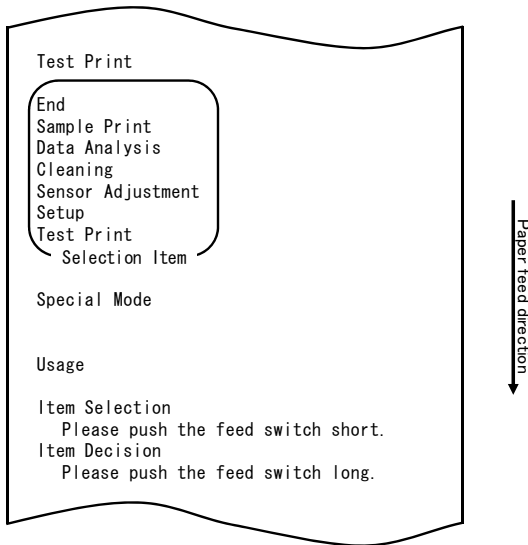 Test Print
End
Sample Print
Data Analysis
Cleaning
Sensor Adjustment
Setup
Test Print
Selection Item
Special Mode
Usage
Item Selection
Please push the feed switch short.
Item Decision
Please push the feed switch long.
Paper feed direction